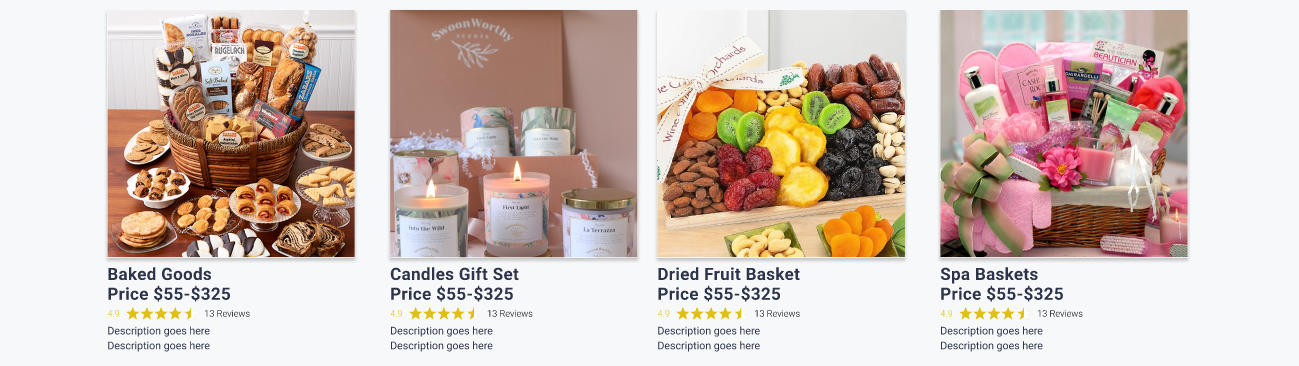 RUGELACH
SwoonWorthy
SCENTS
Into the Wild
First Light
La Terrazza
Orchards
chards
Wine C
BEAUTICIAN
GHIRARDELLI
Baked Goods
Price $55-$325
4.9 13 Reviews
Description goes here
Description goes here
Candles Gift Set
Price $55-$325
4.9 13 Reviews
Description goes here
Description goes here
Dried Fruit Basket
Price $55-$325
4.9 13 Reviews
Description goes here
Description goes here
Spa Baskets
Price $55-$325
4.9 13 Reviews
Description goes here
Description goes here